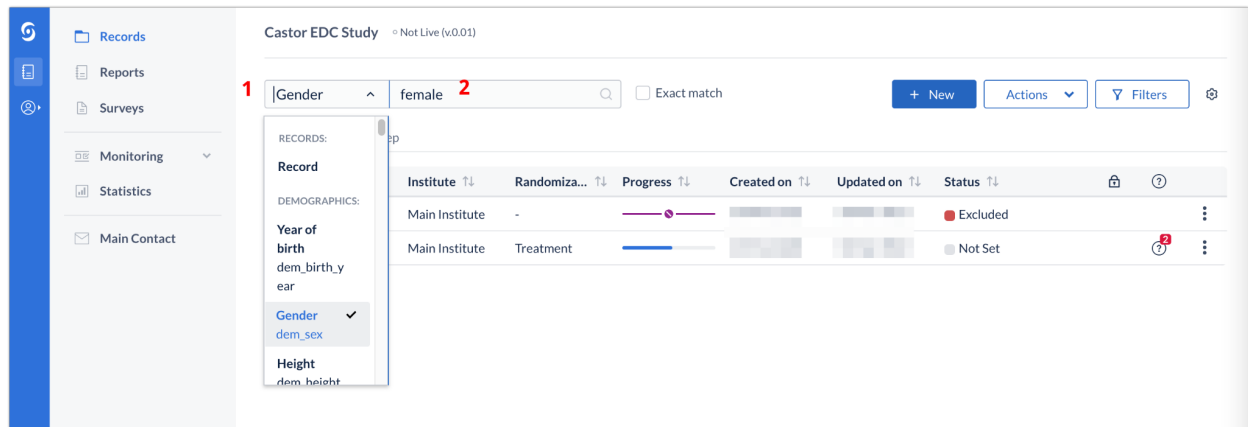 Castor EDC Study Not Live (v.0.01)
Records
Reports
Surveys
Monitoring
Statistics
Main Contact
1 Gender female 2 Exact match + New Actions Filters
ep
RECORDS:
Record
DEMOGRAPHICS:
Year of
birth
dem_birth_y
ear
Gender
dem_sex
Height
dem_height
Institute Randomiza... Progress Created on Updated on Status ?
Main Institute - Excluded
Main Institute Treatment Not Set ? 2